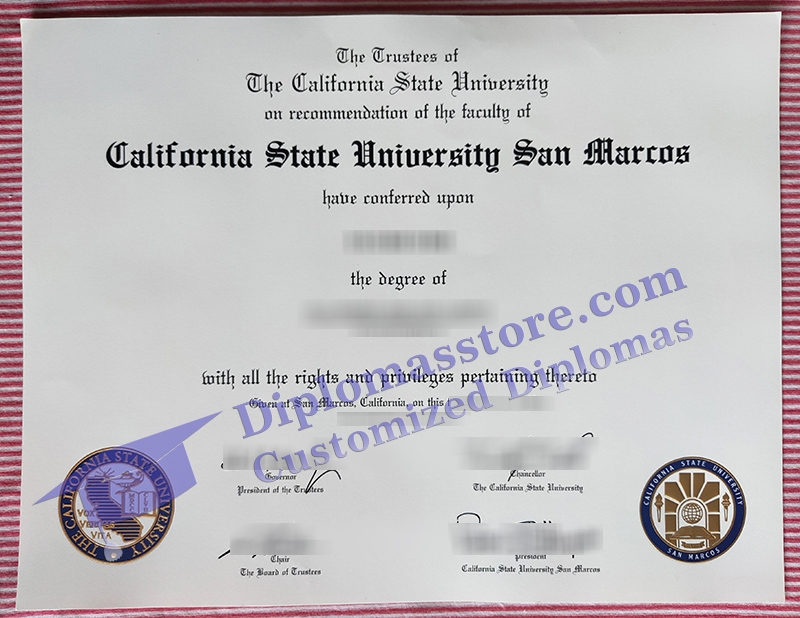 The Trustees of
The California State University
on recommendation of the faculty of
California State University San Marcos
have conferred upon
the degree of
Diplomasstore.com
Customized Diplomas
with all the rights and privileges pertaining thereto
Given at San Marcos, California, on this
Governor
President of the Trustees
Chancellor
The California State University
Chair
The Board of Trustees
President
California State University San Marcos
THE CALIFORNIA STATE UNIVERSITY
VOX
VERITAS
VITA
CALIFORNIA STATE UNIVERSITY
SAN MARCOS